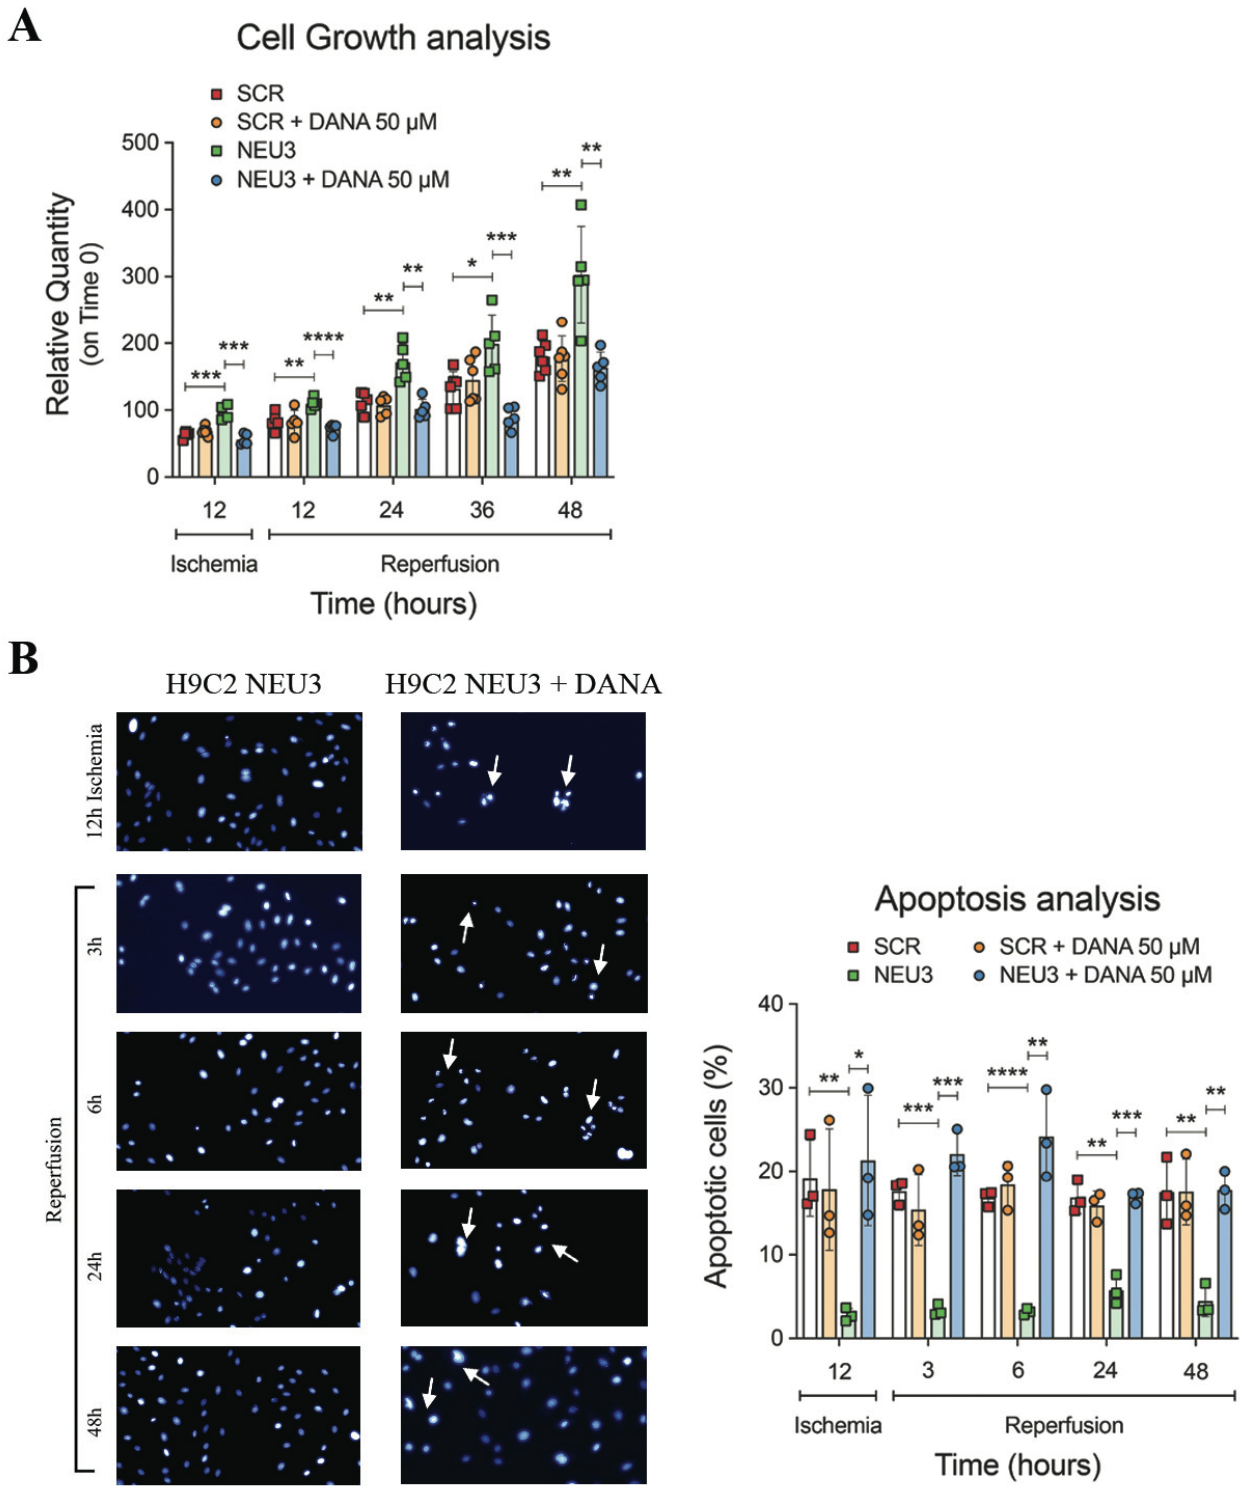 A
Cell Growth analysis
SCR
SCR + DANA 50 µM
NEU3
NEU3 + DANA 50 µM
Relative Quantity
(on Time 0)
500
400
300
200
100
0
*** *** ** **** ** ** * *** ** **
12 12 24 36 48
Ischemia Reperfusion
Time (hours)
B
H9C2 NEU3 H9C2 NEU3 + DANA
12h Ischemia
Reperfusion
3h
6h
24h
48h
Apoptosis analysis
SCR SCR + DANA 50 µM
NEU3 NEU3 + DANA 50 µM
Apoptotic cells (%)
40
30
20
10
0
** * *** *** **** ** ** *** ** **
12 3 6 24 48
Ischemia Reperfusion
Time (hours)